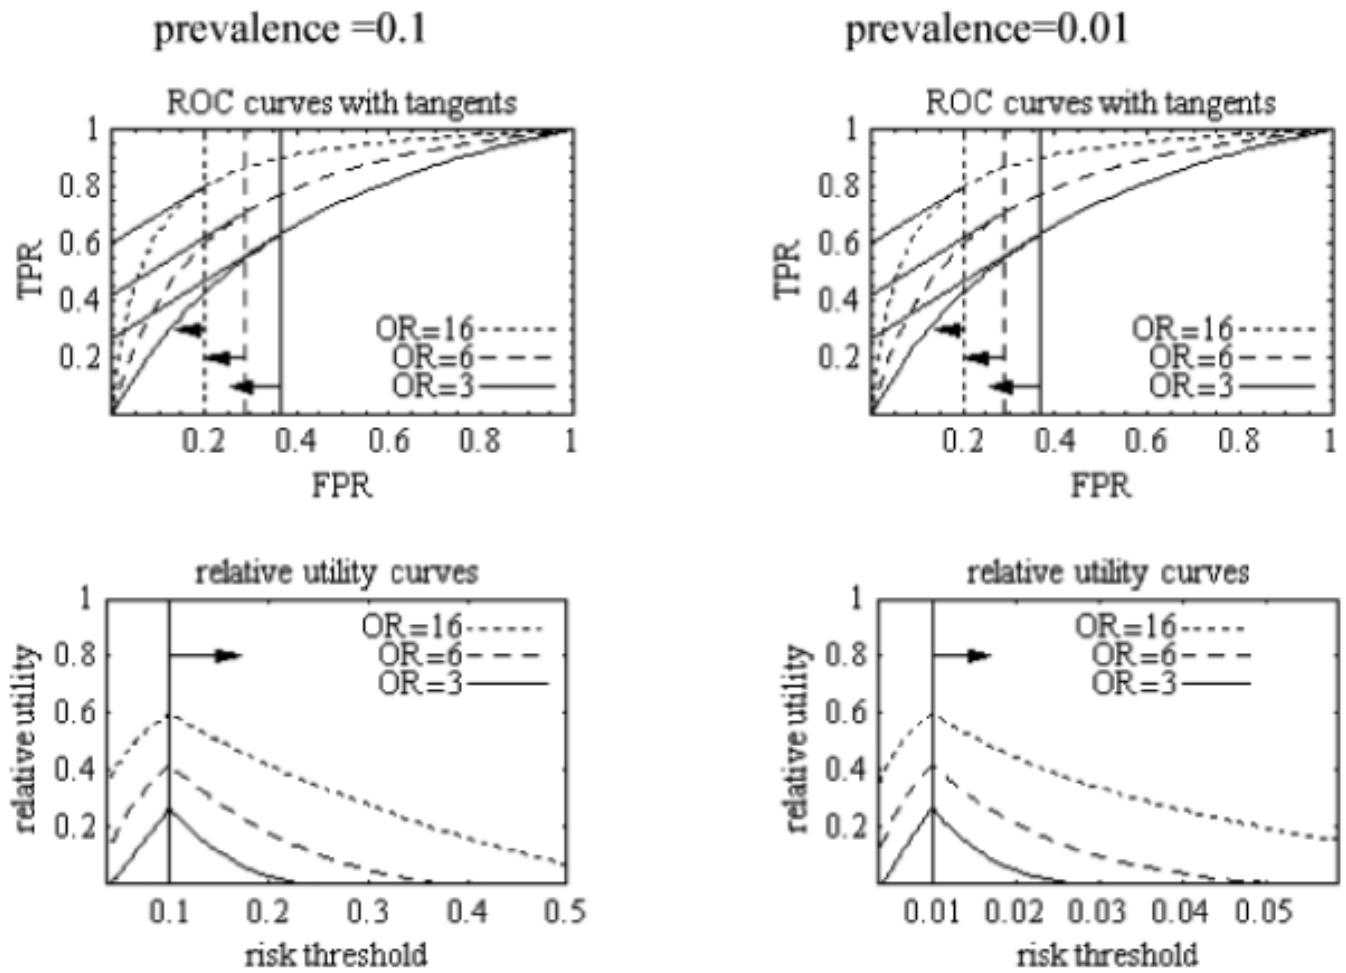 prevalence =0.1
prevalence=0.01
ROC curves with tangents
1
0.8
0.6
0.4
0.2
TPR
OR=16
OR=6
OR=3
0.2 0.4 0.6 0.8 1
FPR
ROC curves with tangents
1
0.8
0.6
0.4
0.2
TPR
OR=16
OR=6
OR=3
0.2 0.4 0.6 0.8 1
FPR
relative utility curves
1
0.8
0.6
0.4
0.2
relative utility
OR=16
OR=6
OR=3
0.1 0.2 0.3 0.4 0.5
risk threshold
relative utility curves
1
0.8
0.6
0.4
0.2
relative utility
OR=16
OR=6
OR=3
0.01 0.02 0.03 0.04 0.05
risk threshold